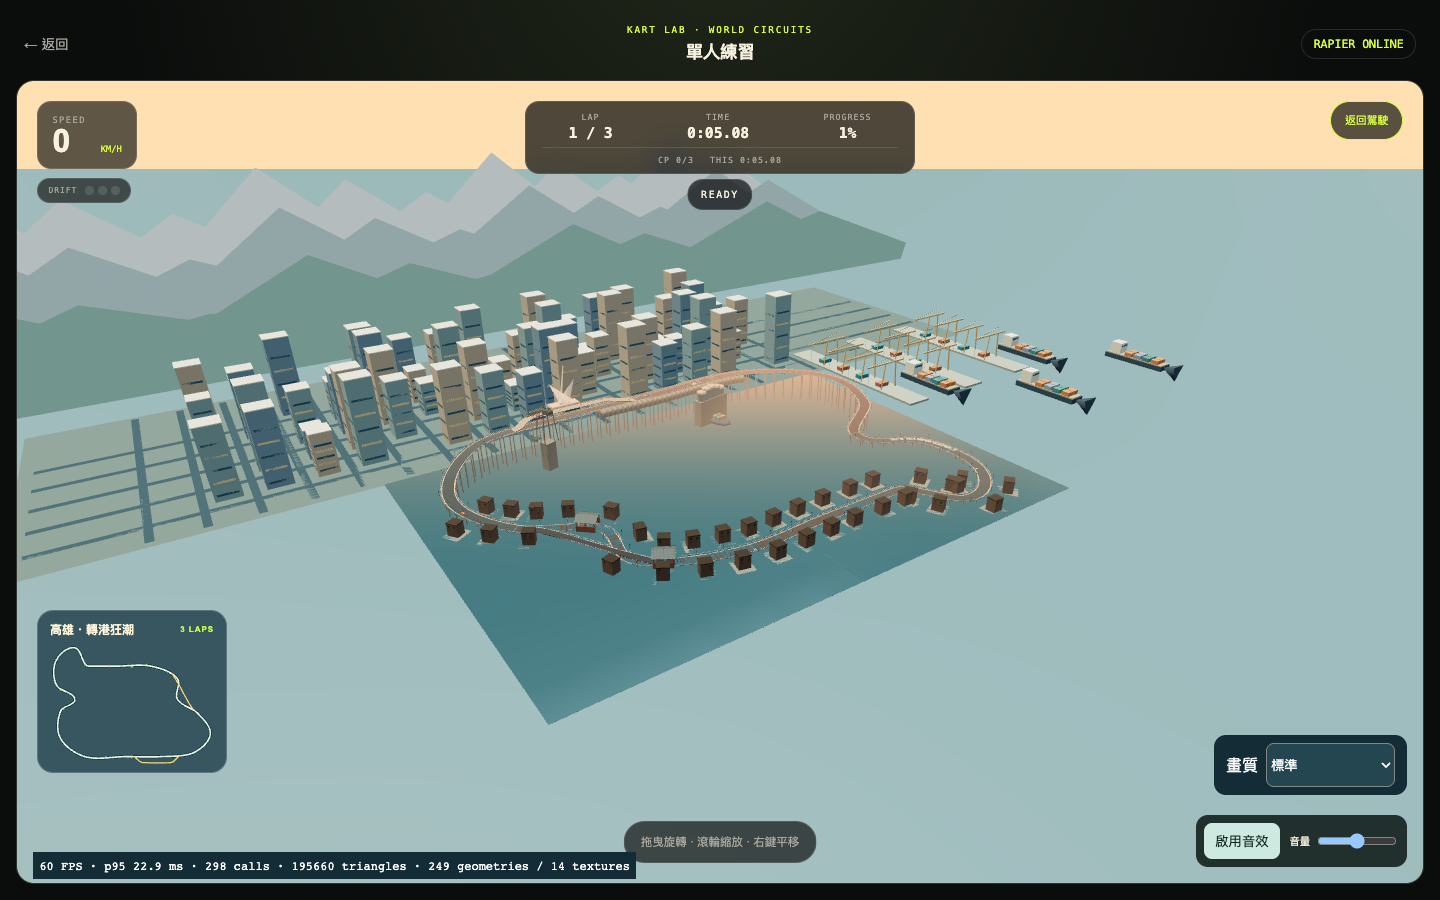 ← 返回
KART LAB · WORLD CIRCUITS
單人練習
RAPIER ONLINE
SPEED
0 KM/H
DRIFT
LAP TIME PROGRESS
1 / 3 0:05.08 1%
CP 0/3 THIS 0:05.08
READY
返回駕駛
高雄 · 轉港狂潮 3 LAPS
畫質 標準
拖曳旋轉 · 滾輪縮放 · 右鍵平移
啟用音效 音量
60 FPS · p95 22.9 ms · 298 calls · 195660 triangles · 249 geometries / 14 textures